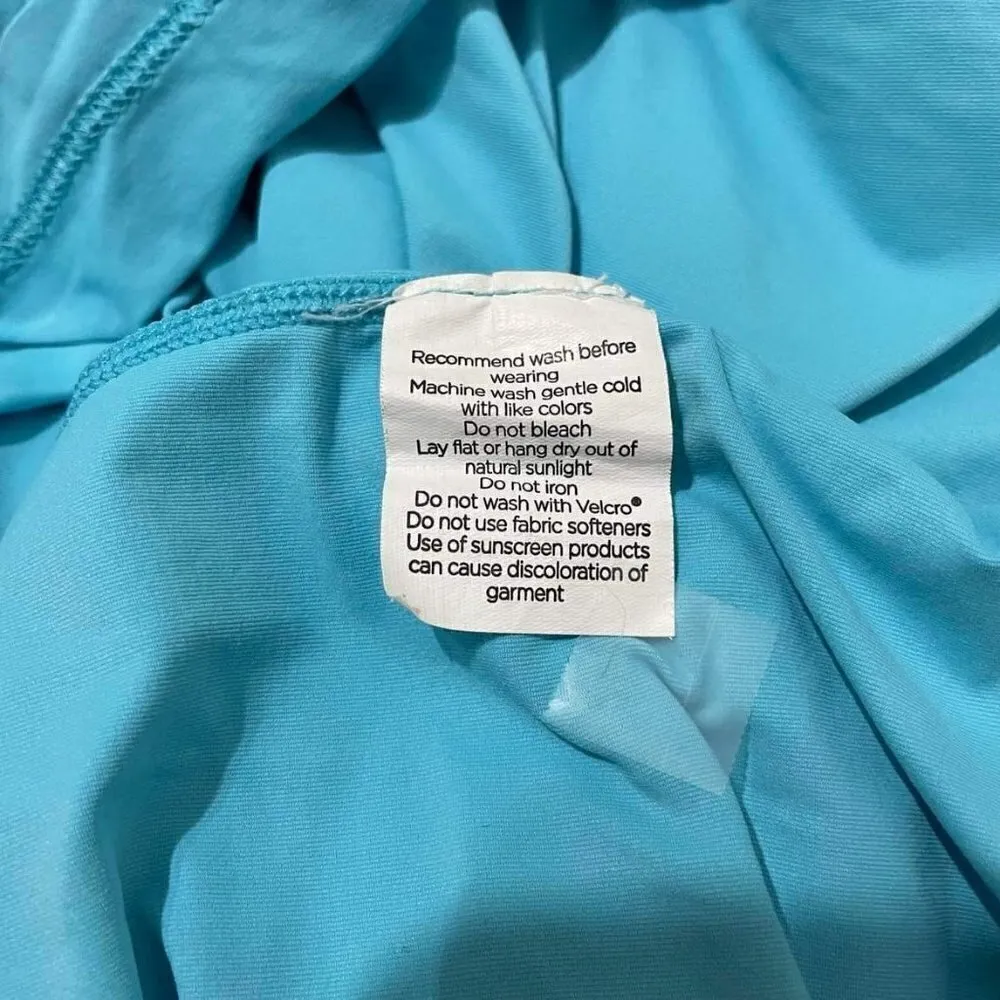 Recommend wash before
wearing
Machine wash gentle cold
with like colors
Do not bleach
Lay flat or hang dry out of
natural sunlight
Do not iron
Do not wash with Velcro®
Do not use fabric softeners
Use of sunscreen products
can cause discoloration of
garment